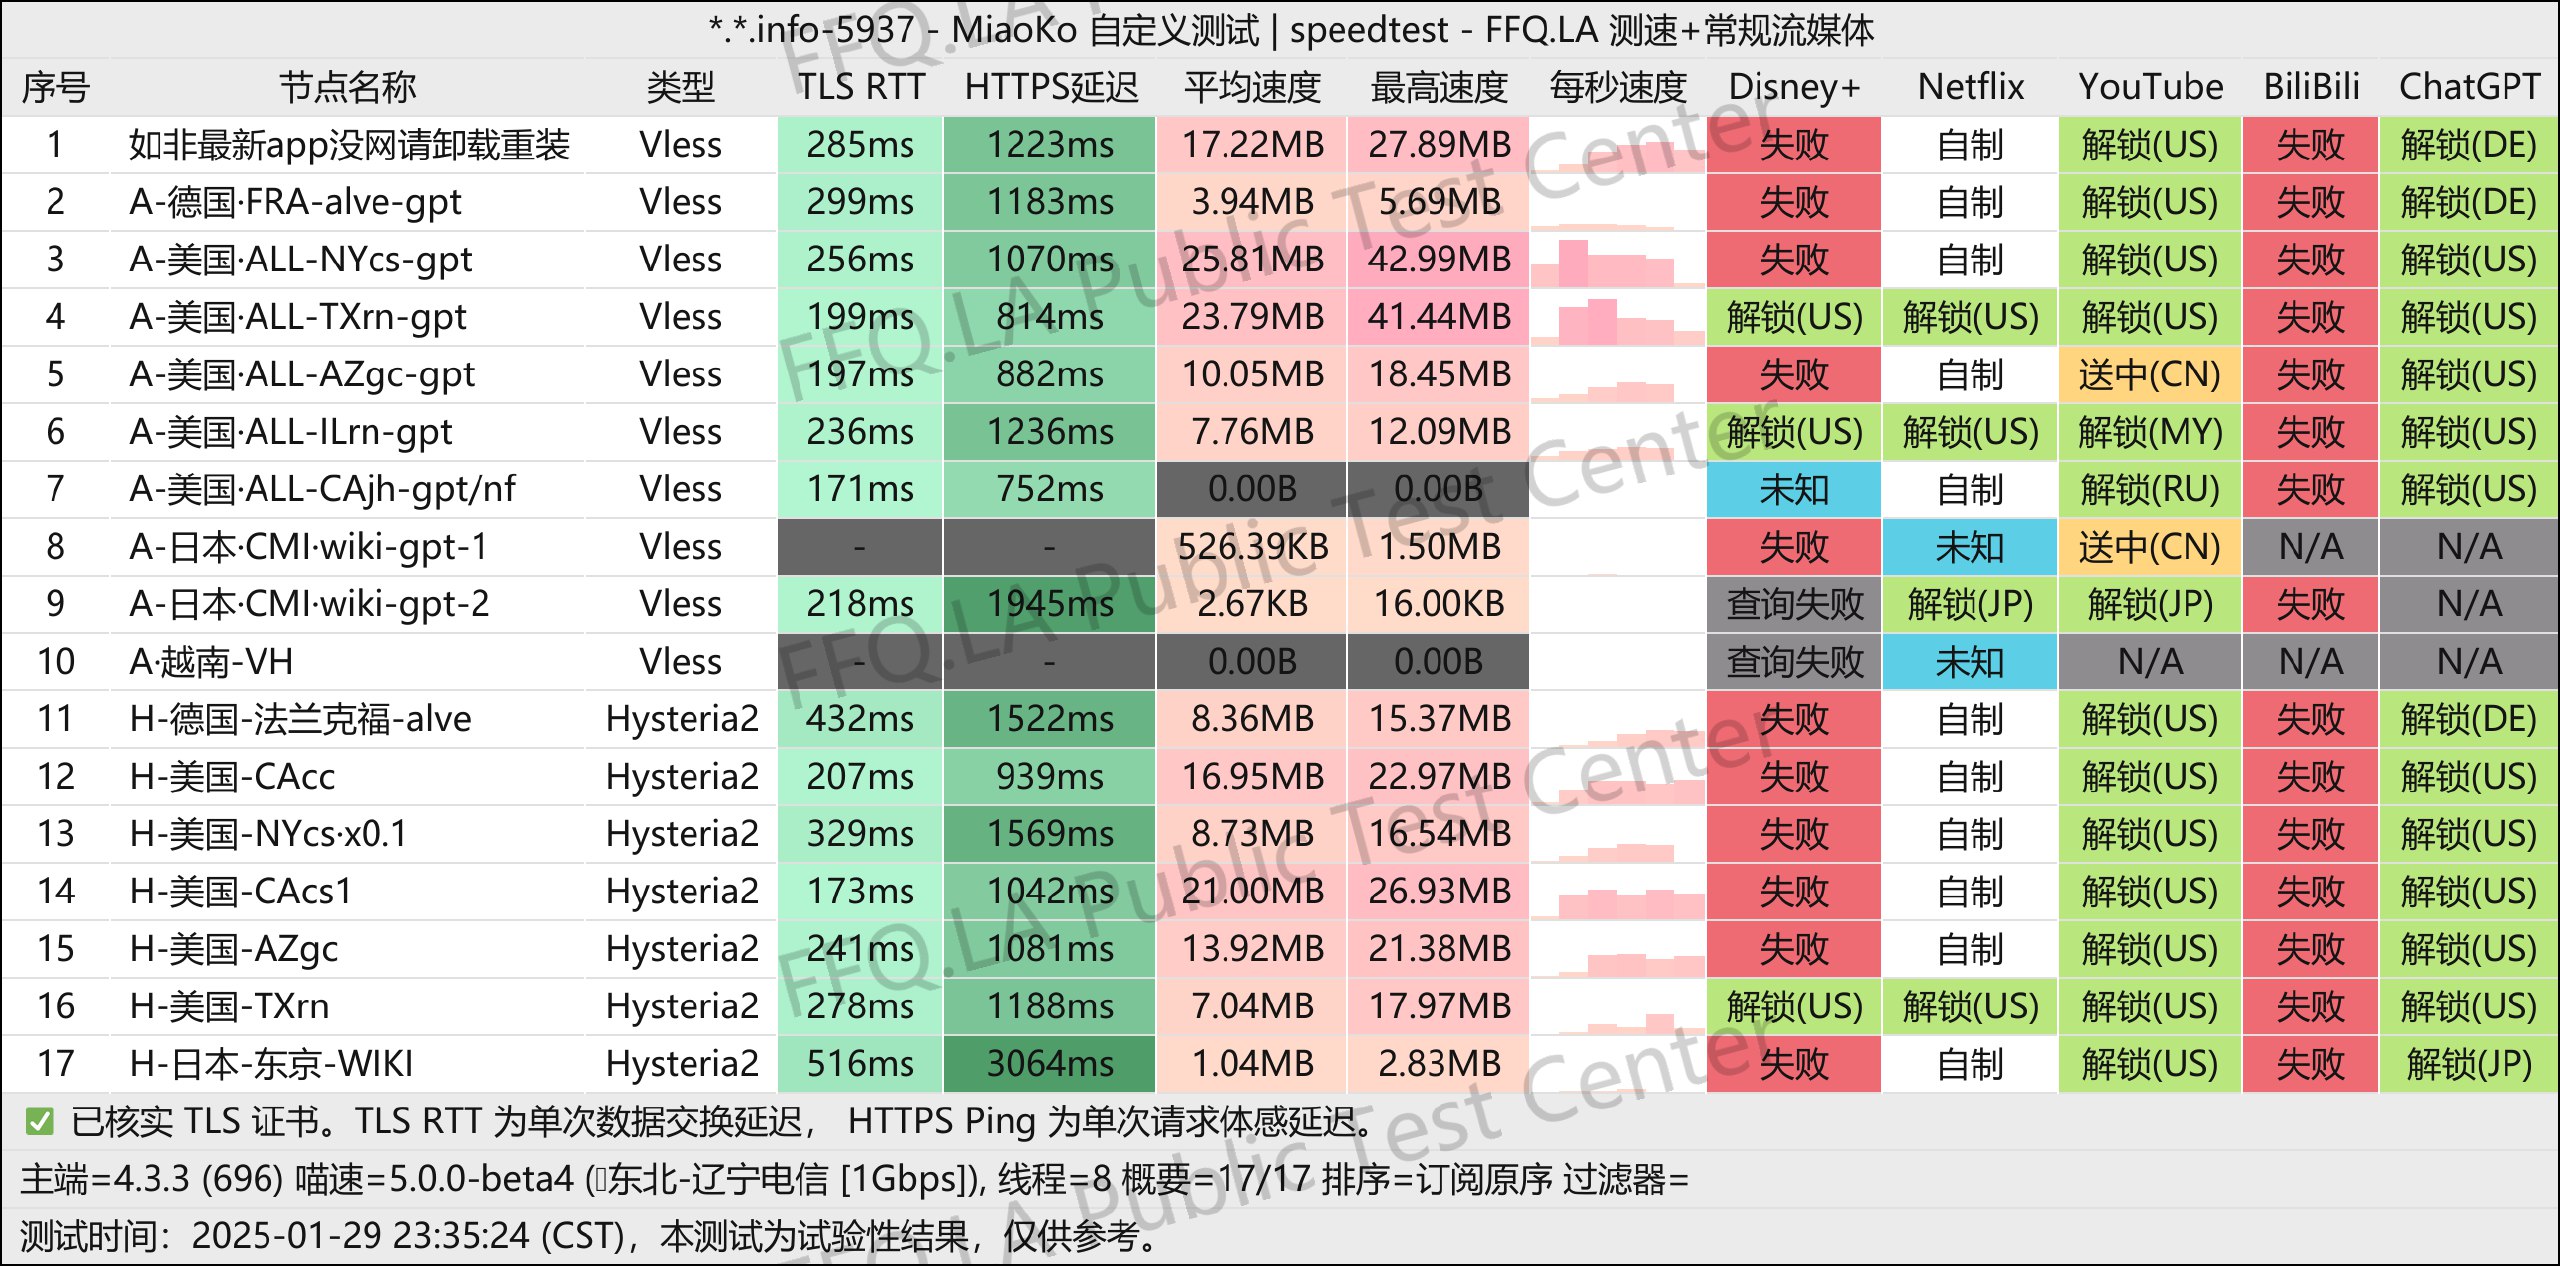 *.*.info-5937 - MiaoKo 自定义测试 | speedtest - FFQ.LA 测速+常规流媒体
序号 节点名称 类型 TLS RTT HTTPS延迟 平均速度 最高速度 每秒速度 Disney+ Netflix YouTube BiliBili ChatGPT
1 如非最新app没网请卸载重装 Vless 285ms 1223ms 17.22MB 27.89MB 失败 自制 解锁(US) 失败 解锁(DE)
2 A-德国·FRA-alve-gpt Vless 299ms 1183ms 3.94MB 5.69MB 失败 自制 解锁(US) 失败 解锁(DE)
3 A-美国·ALL-NYcs-gpt Vless 256ms 1070ms 25.81MB 42.99MB 失败 自制 解锁(US) 失败 解锁(US)
4 A-美国·ALL-TXrn-gpt Vless 199ms 814ms 23.79MB 41.44MB 解锁(US) 解锁(US) 解锁(US) 失败 解锁(US)
5 A-美国·ALL-AZgc-gpt Vless 197ms 882ms 10.05MB 18.45MB 失败 自制 送中(CN) 失败 解锁(US)
6 A-美国·ALL-ILrn-gpt Vless 236ms 1236ms 7.76MB 12.09MB 解锁(US) 解锁(US) 解锁(MY) 失败 解锁(US)
7 A-美国·ALL-CAjh-gpt/nf Vless 171ms 752ms 0.00B 0.00B 未知 自制 解锁(RU) 失败 解锁(US)
8 A-日本·CMI·wiki-gpt-1 Vless - - 526.39KB 1.50MB 失败 未知 送中(CN) N/A N/A
9 A-日本·CMI·wiki-gpt-2 Vless 218ms 1945ms 2.67KB 16.00KB 查询失败 解锁(JP) 解锁(JP) 失败 N/A
10 A·越南-VH Vless - - 0.00B 0.00B 查询失败 未知 N/A N/A N/A
11 H-德国-法兰克福-alve Hysteria2 432ms 1522ms 8.36MB 15.37MB 失败 自制 解锁(US) 失败 解锁(DE)
12 H-美国-CAcc Hysteria2 207ms 939ms 16.95MB 22.97MB 失败 自制 解锁(US) 失败 解锁(US)
13 H-美国-NYcs·x0.1 Hysteria2 329ms 1569ms 8.73MB 16.54MB 失败 自制 解锁(US) 失败 解锁(US)
14 H-美国-CAcs1 Hysteria2 173ms 1042ms 21.00MB 26.93MB 失败 自制 解锁(US) 失败 解锁(US)
15 H-美国-AZgc Hysteria2 241ms 1081ms 13.92MB 21.38MB 失败 自制 解锁(US) 失败 解锁(US)
16 H-美国-TXrn Hysteria2 278ms 1188ms 7.04MB 17.97MB 解锁(US) 解锁(US) 解锁(US) 失败 解锁(US)
17 H-日本-东京-WIKI Hysteria2 516ms 3064ms 1.04MB 2.83MB 失败 自制 解锁(US) 失败 解锁(JP)
✅ 已核实 TLS 证书。TLS RTT 为单次数据交换延迟， HTTPS Ping 为单次请求体感延迟。
主端=4.3.3 (696) 喵速=5.0.0-beta4 (东北-辽宁电信 [1Gbps]), 线程=8 概要=17/17 排序=订阅原序 过滤器=
测试时间：2025-01-29 23:35:24 (CST)，本测试为试验性结果，仅供参考。
FFQ.LA Public Test Center
FFQ.LA Public Test Center
FFQ.LA Public Test Center
FFQ.LA Public Test Center